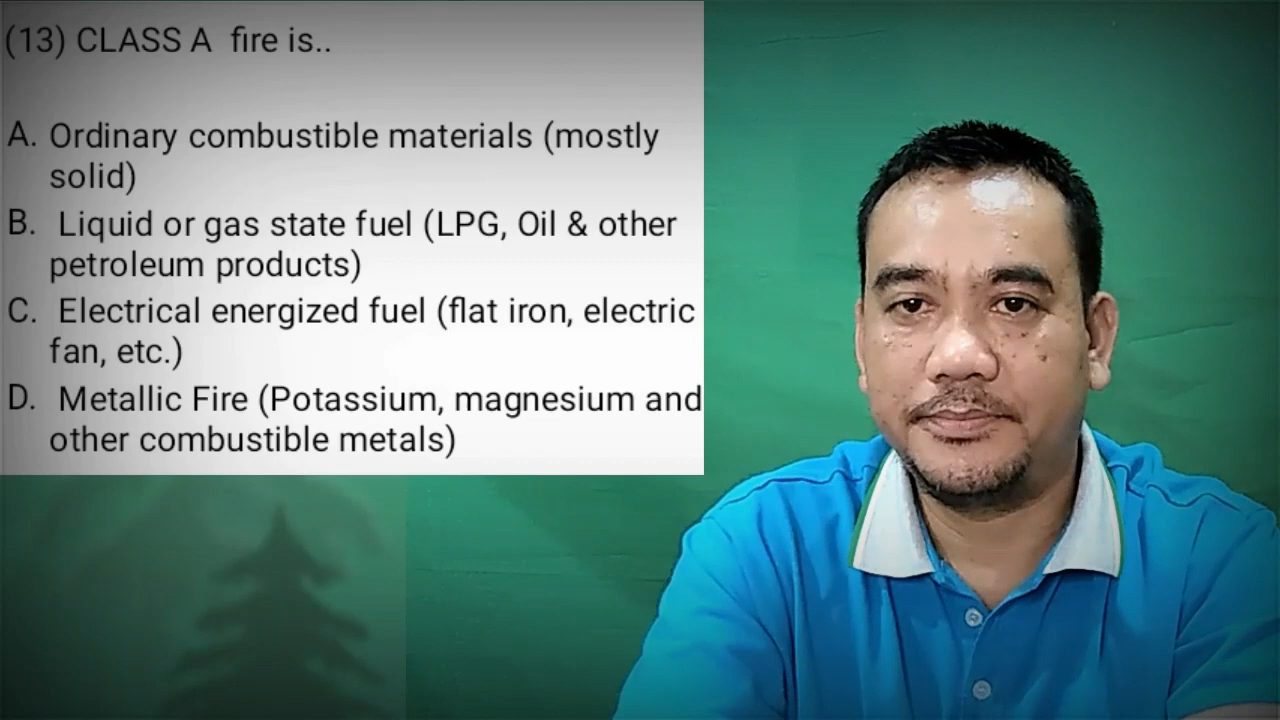 (13) CLASS A fire is..
A. Ordinary combustible materials (mostly
solid)
B. Liquid or gas state fuel (LPG, Oil & other
petroleum products)
C. Electrical energized fuel (flat iron, electric
fan, etc.)
D. Metallic Fire (Potassium, magnesium and
other combustible metals)